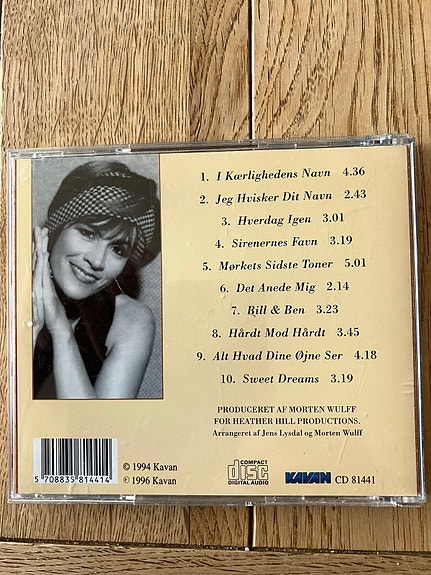 1. I Kærlighedens Navn 4.36
2. Jeg Hvisker Dit Navn 2.43
3. Hverdag Igen 3.01
4. Sirenernes Favn 3.19
5. Mørkets Sidste Toner 5.01
6. Det Anede Mig 2.14
7. Bill & Ben 3.23
8. Hårdt Mod Hårdt 3.45
9. Alt Hvad Dine Øjne Ser 4.18
10. Sweet Dreams 3.19
PRODUCERET AF MORTEN WULFF
FOR HEATHER HILL PRODUCTIONS.
Arrangeret af Jens Lysdal og Morten Wulff
© 1994 Kavan
℗ 1996 Kavan
COMPACT
disc
DIGITAL AUDIO
KAVAN CD 81441
5 708835 814414